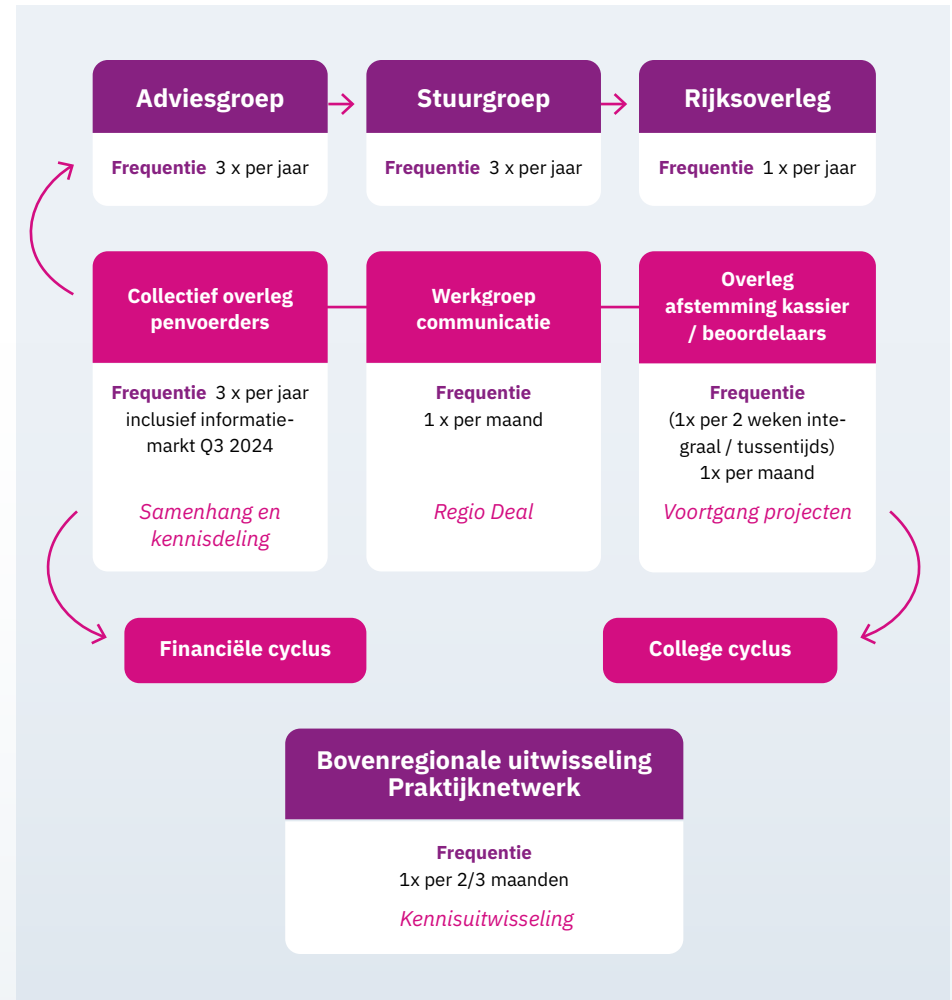 Adviesgroep
Frequentie 3 x per jaar
Stuurgroep
Frequentie 3 x per jaar
Rijksoverleg
Frequentie 1 x per jaar
Collectief overleg
penvoerders
Frequentie 3 x per jaar
inclusief informatie-
markt Q3 2024
Samenhang en
kennisdeling
Werkgroep
communicatie
Frequentie
1 x per maand
Regio Deal
Overleg
afstemming kassier
/ beoordelaars
Frequentie
(1x per 2 weken inte-
graal / tussentijds)
1x per maand
Voortgang projecten
Financiële cyclus
College cyclus
Bovenregionale uitwisseling
Praktijknetwerk
Frequentie
1x per 2/3 maanden
Kennisuitwisseling